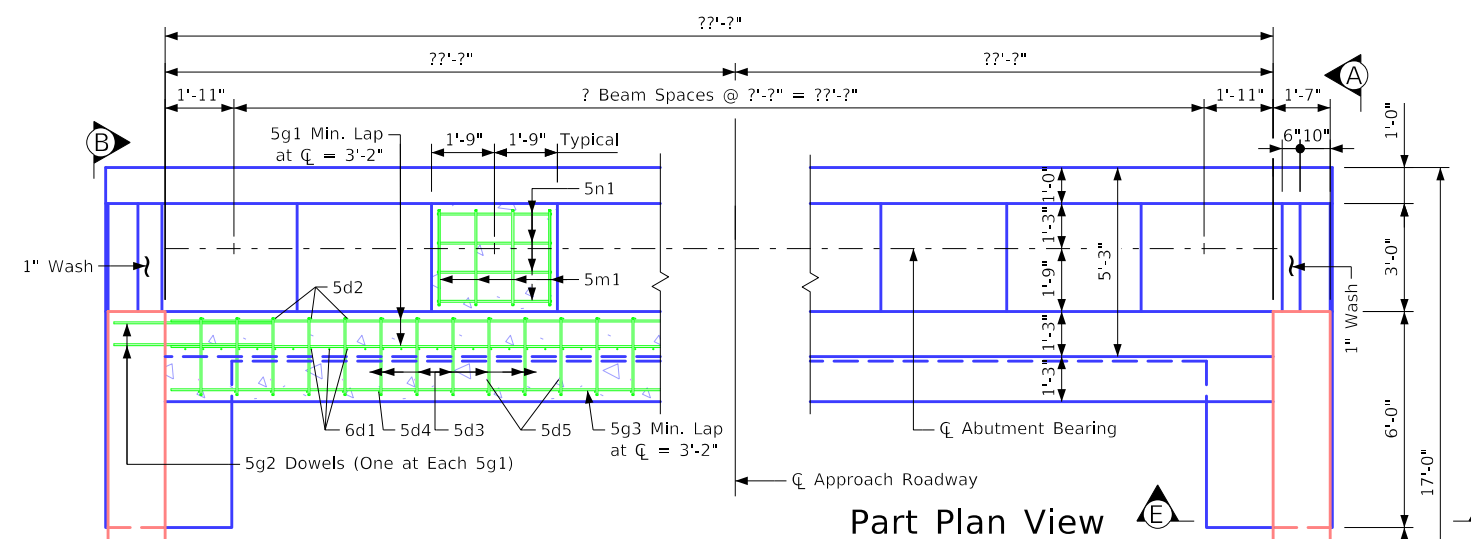 ??'-?"
??'-?"
??'-?"
1'-11"
? Beam Spaces @ ?'-?" = ??'-?"
1'-11"
1'-7"
A
B
5g1 Min. Lap
at ℄ = 3'-2"
1'-9"
1'-9"
Typical
6"
10"
1'-0"
5n1
1'-0"
1'-3"
1" Wash
5m1
1'-9"
5'-3"
3'-0"
5d2
1'-3"
1" Wash
1'-3"
6d1
5d4
5d3
5d5
5g3 Min. Lap
at ℄ = 3'-2"
℄ Abutment Bearing
6'-0"
5g2 Dowels (One at Each 5g1)
17'-0"
℄ Approach Roadway
Part Plan View
E